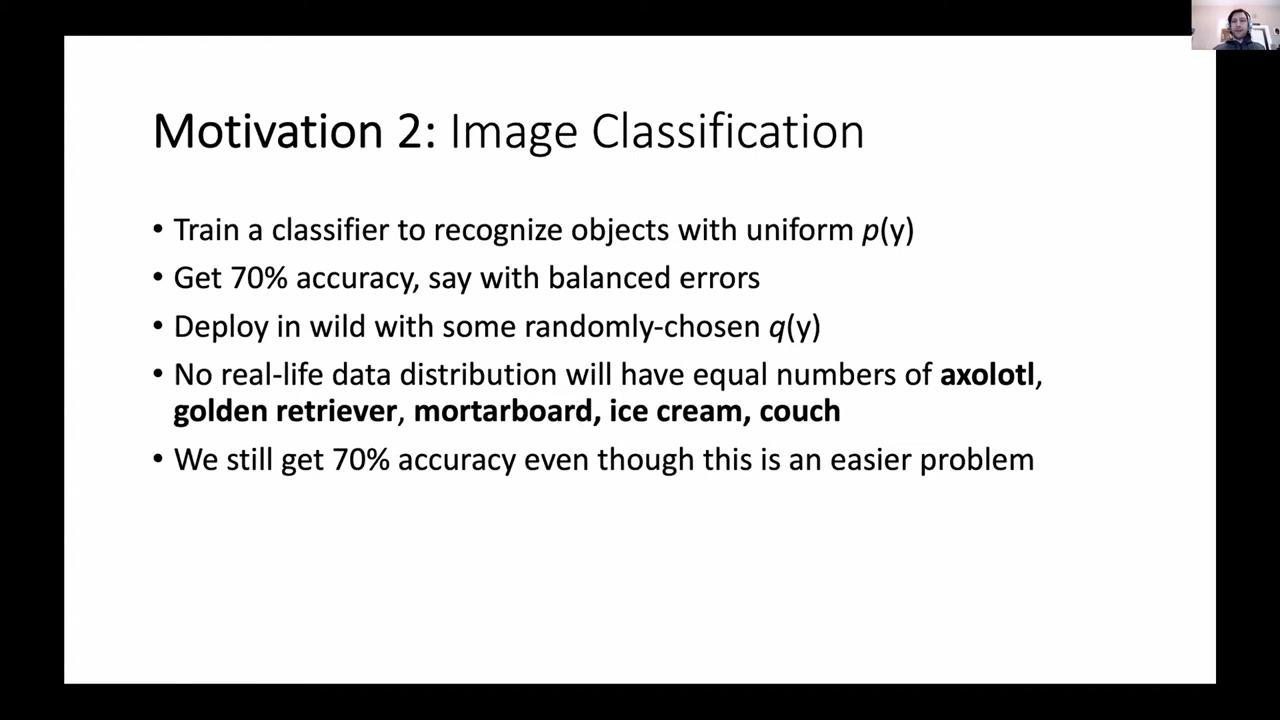 Motivation 2: Image Classification
• Train a classifier to recognize objects with uniform p(y)
• Get 70% accuracy, say with balanced errors
• Deploy in wild with some randomly-chosen q(y)
• No real-life data distribution will have equal numbers of axolotl,
golden retriever, mortarboard, ice cream, couch
• We still get 70% accuracy even though this is an easier problem